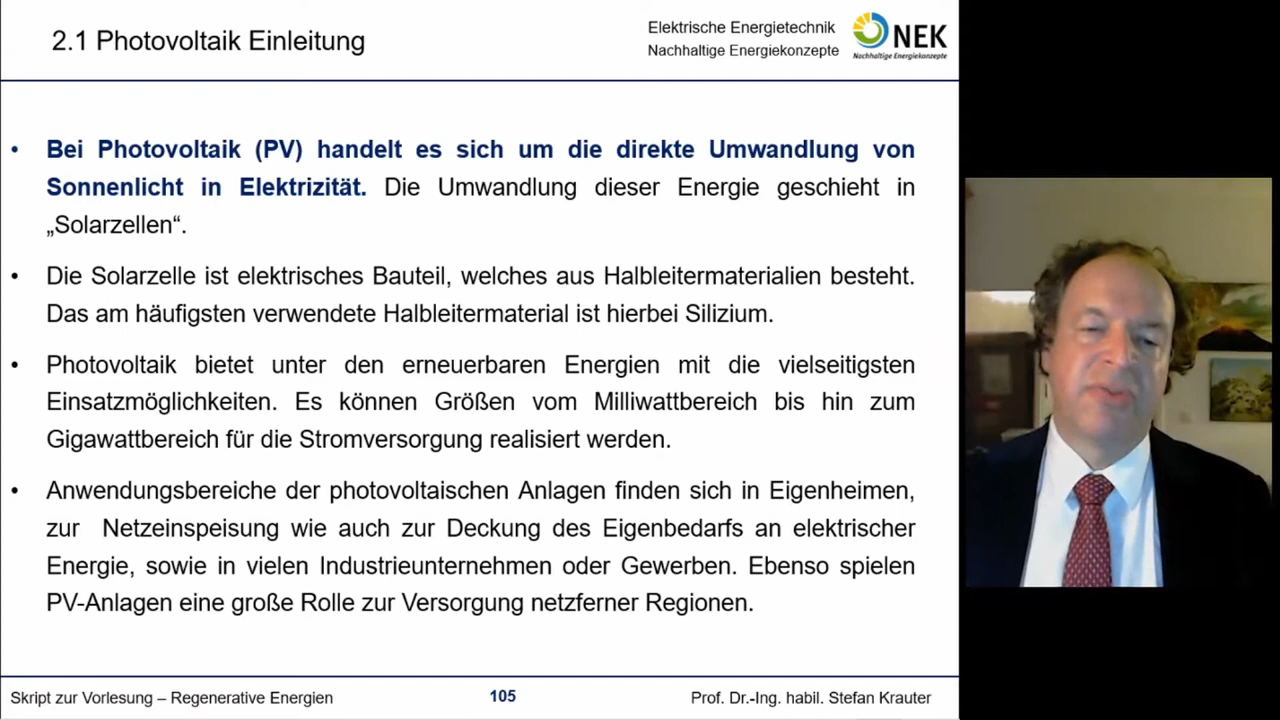 2.1 Photovoltaik Einleitung
Elektrische Energietechnik
Nachhaltige Energiekonzepte
NEK
Nachhaltige Energiekonzepte
• Bei Photovoltaik (PV) handelt es sich um die direkte Umwandlung von
Sonnenlicht in Elektrizität. Die Umwandlung dieser Energie geschieht in
„Solarzellen“.
• Die Solarzelle ist elektrisches Bauteil, welches aus Halbleitermaterialien besteht.
Das am häufigsten verwendete Halbleitermaterial ist hierbei Silizium.
• Photovoltaik bietet unter den erneuerbaren Energien mit die vielseitigsten
Einsatzmöglichkeiten. Es können Größen vom Milliwattbereich bis hin zum
Gigawattbereich für die Stromversorgung realisiert werden.
• Anwendungsbereiche der photovoltaischen Anlagen finden sich in Eigenheimen,
zur Netzeinspeisung wie auch zur Deckung des Eigenbedarfs an elektrischer
Energie, sowie in vielen Industrieunternehmen oder Gewerben. Ebenso spielen
PV-Anlagen eine große Rolle zur Versorgung netzferner Regionen.
Skript zur Vorlesung – Regenerative Energien
105
Prof. Dr.-Ing. habil. Stefan Krauter